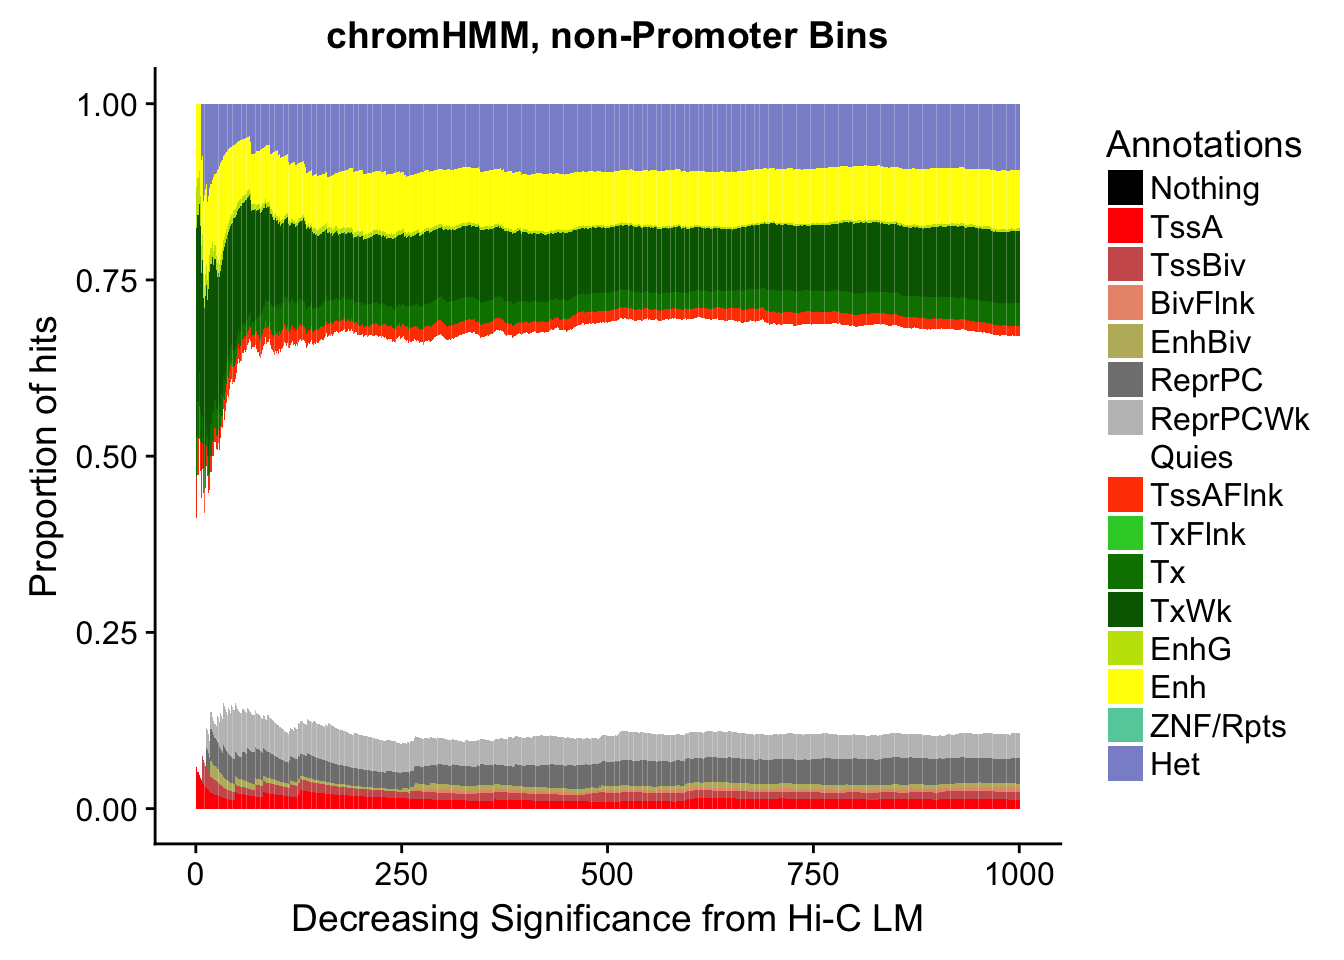 chromHMM, non-Promoter Bins
Proportion of hits
1.00
0.75
0.50
0.25
0.00
0
250
500
750
1000
Decreasing Significance from Hi-C LM
Annotations
Nothing
TssA
TssBiv
BivFlnk
EnhBiv
ReprPC
ReprPCWk
Quies
TssAFlnk
TxFlnk
Tx
TxWk
EnhG
Enh
ZNF/Rpts
Het